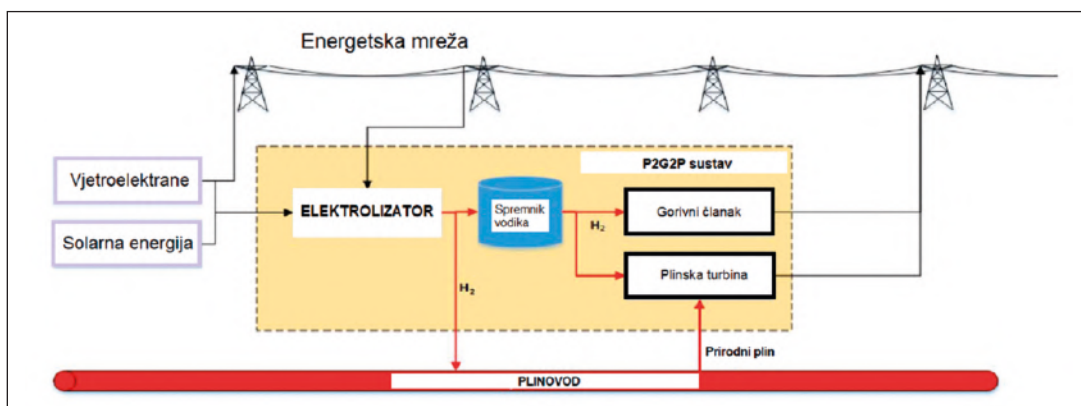 Energetska mreža
P2G2P sustav
Vjetroelektrane
Solarna energija
ELEKTROLIZATOR
Spremnik
vodika
H₂
Gorivni članak
Plinska turbina
H₂
Prirodni plin
PLINOVOD